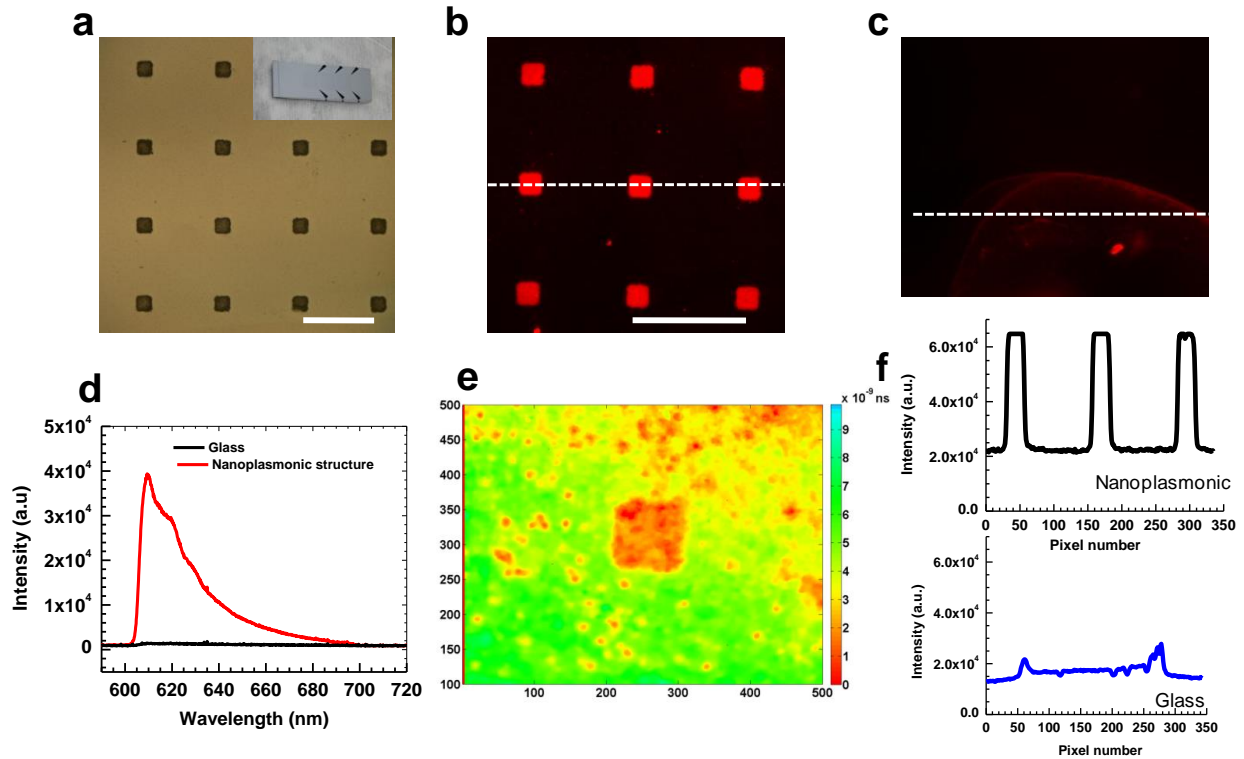 a
b
c
d
5x10⁴
4x10⁴
3x10⁴
2x10⁴
1x10⁴
0
Intensity (a.u)
Glass
Nanoplasmonic structure
600 620 640 660 680 700 720
Wavelength (nm)
e
500
450
400
350
300
250
200
150
100
100 200 300 400 500
x 10⁻⁹ ns
9
8
7
6
5
4
3
2
1
0
f
6.0x10⁴
4.0x10⁴
2.0x10⁴
0.0
Intensity (a.u.)
Nanoplasmonic
0 50 100 150 200 250 300 350
Pixel number
6.0x10⁴
4.0x10⁴
2.0x10⁴
0.0
Intensity (a.u.)
Glass
0 50 100 150 200 250 300 350
Pixel number